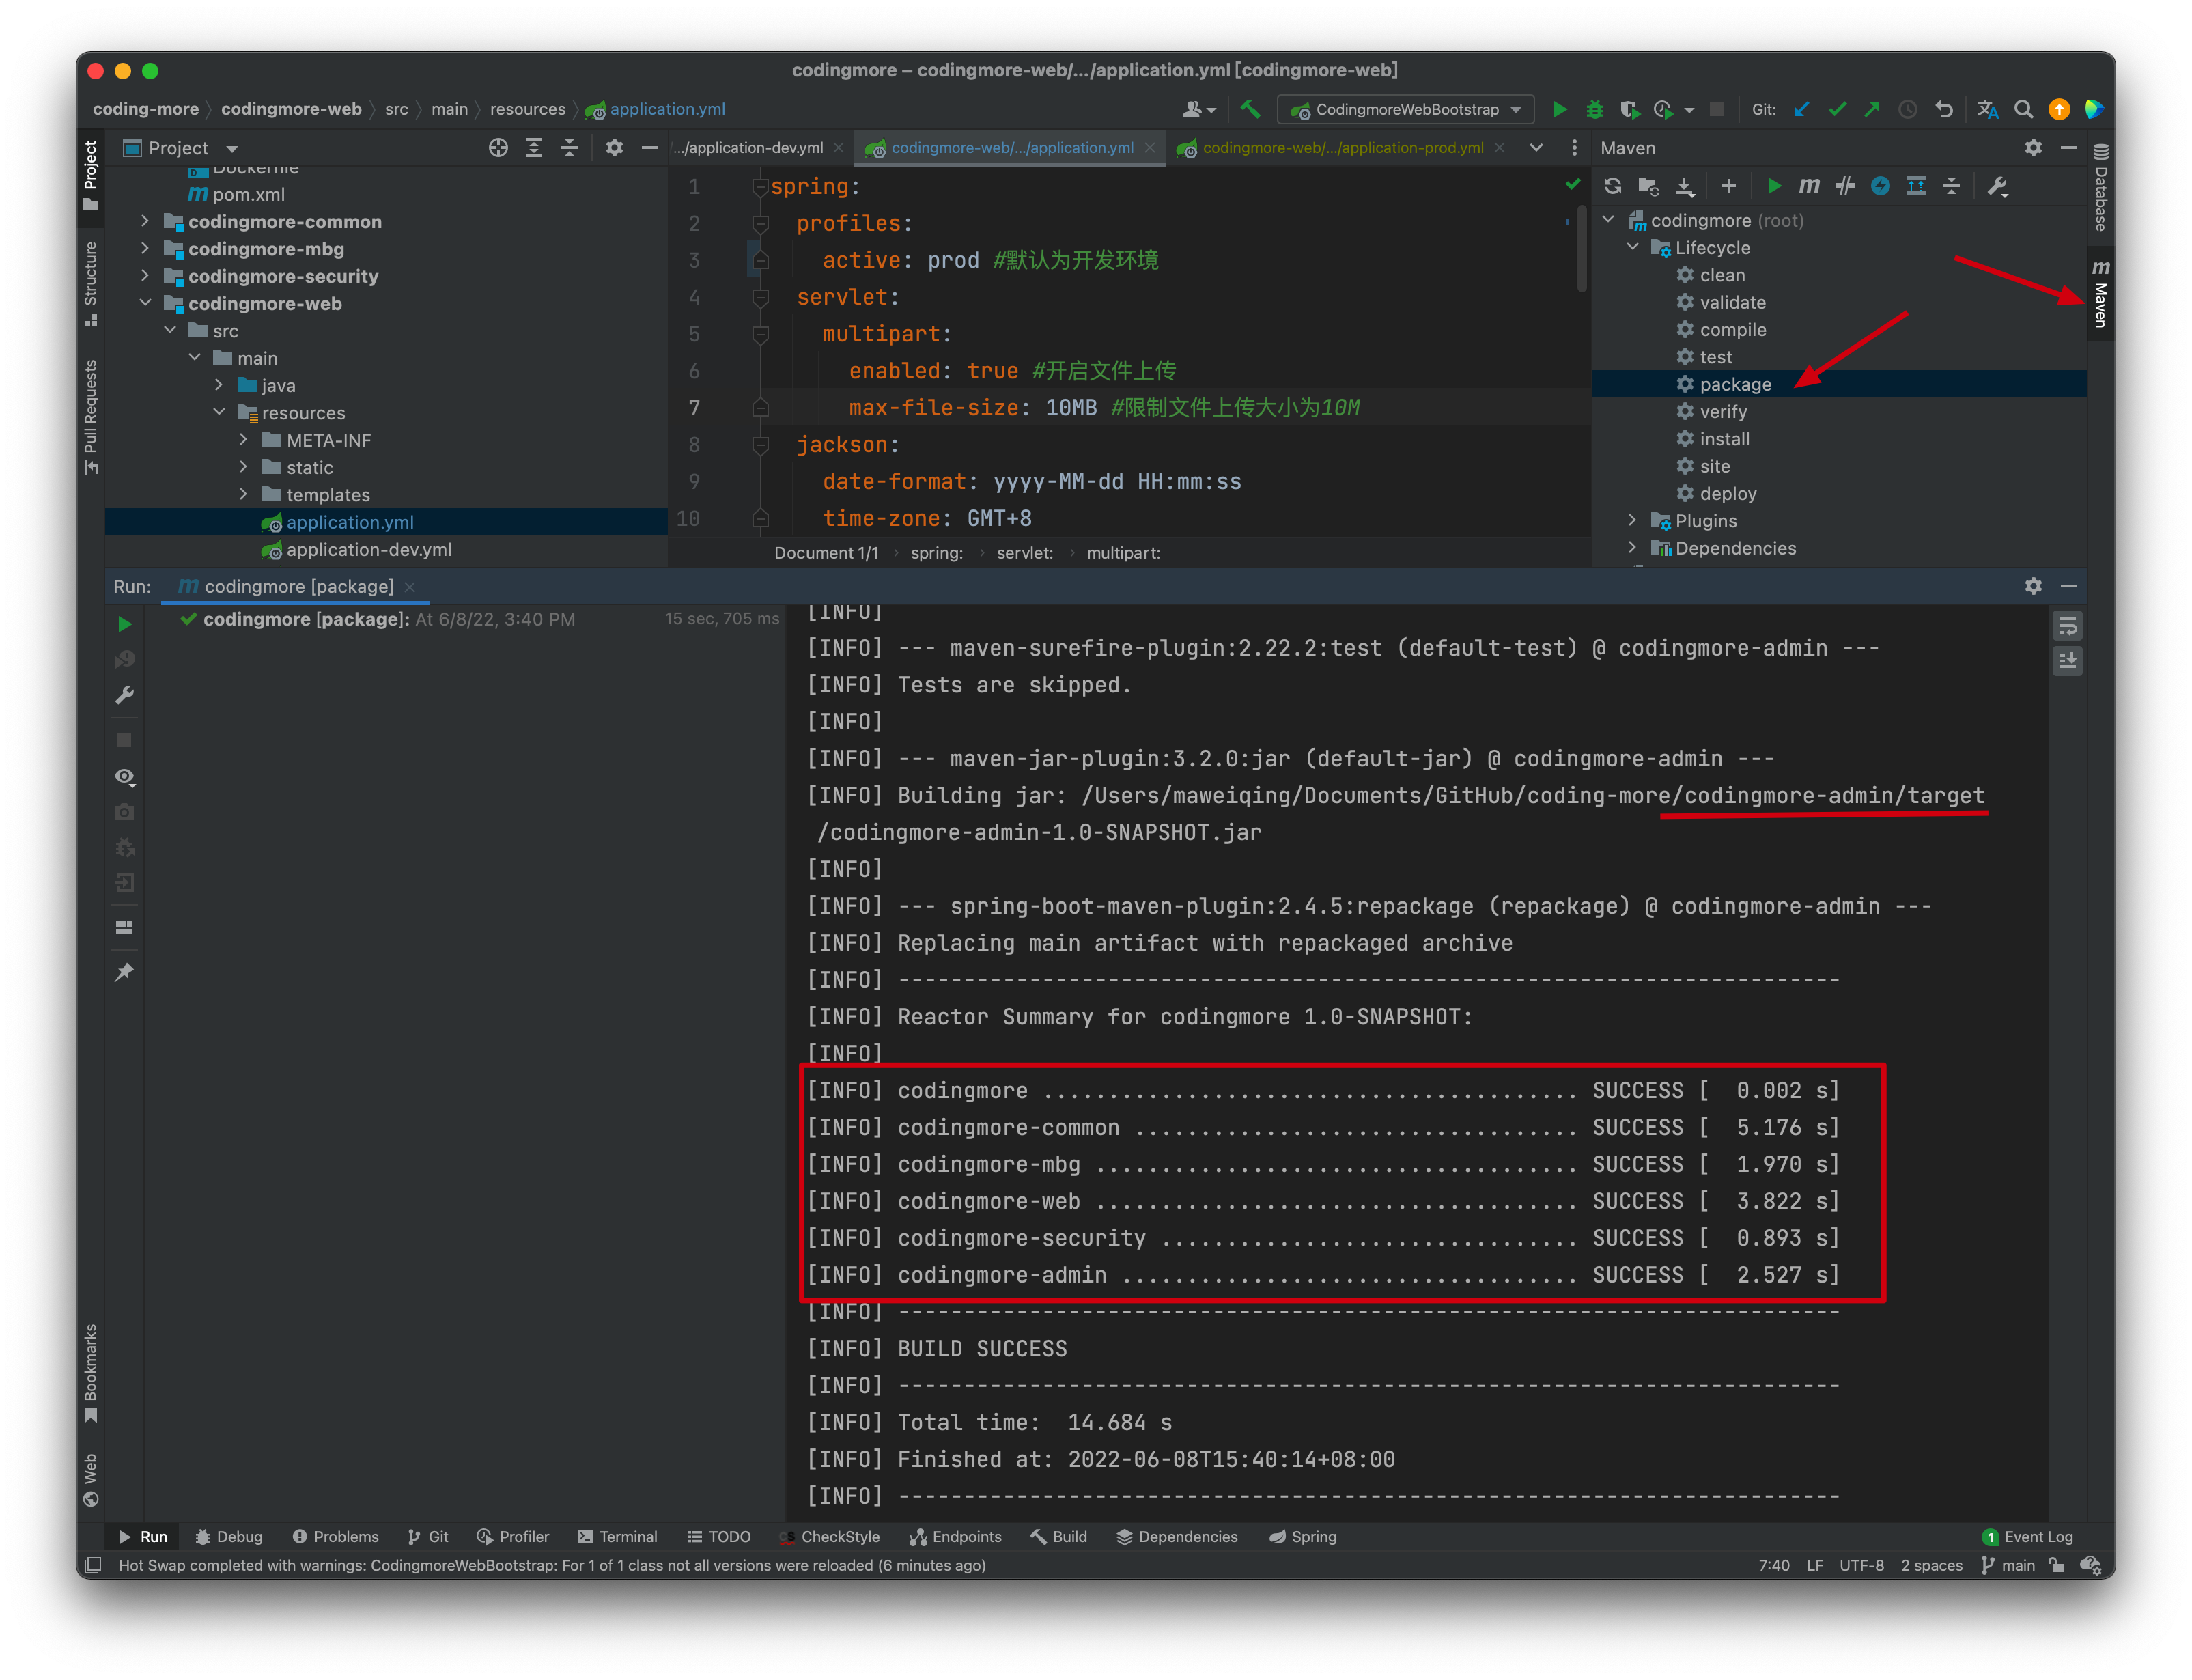 codingmore – codingmore-web/.../application.yml [codingmore-web]
coding-more codingmore-web src main resources application.yml
CodingmoreWebBootstrap
Git:
Project
.../application-dev.yml
codingmore-web/.../application.yml
codingmore-web/.../application-prod.yml
Maven
Project
Structure
Pull Requests
Bookmarks
Web
Dockerfile
pom.xml
codingmore-common
codingmore-mbg
codingmore-security
codingmore-web
src
main
java
resources
META-INF
static
templates
application.yml
application-dev.yml
1 spring:
2 profiles:
3 active: prod #默认为开发环境
4 servlet:
5 multipart:
6 enabled: true #开启文件上传
7 max-file-size: 10MB #限制文件上传大小为10M
8 jackson:
9 date-format: yyyy-MM-dd HH:mm:ss
10 time-zone: GMT+8
Document 1/1 spring: servlet: multipart:
codingmore (root)
Lifecycle
clean
validate
compile
test
package
verify
install
site
deploy
Plugins
Dependencies
Database
Maven
Run: codingmore [package]
codingmore [package]: At 6/8/22, 3:40 PM 15 sec, 705 ms
[INFO]
[INFO] --- maven-surefire-plugin:2.22.2:test (default-test) @ codingmore-admin ---
[INFO] Tests are skipped.
[INFO]
[INFO] --- maven-jar-plugin:3.2.0:jar (default-jar) @ codingmore-admin ---
[INFO] Building jar: /Users/maweiqing/Documents/GitHub/coding-more/codingmore-admin/target
/codingmore-admin-1.0-SNAPSHOT.jar
[INFO]
[INFO] --- spring-boot-maven-plugin:2.4.5:repackage (repackage) @ codingmore-admin ---
[INFO] Replacing main artifact with repackaged archive
[INFO] ------------------------------------------------------------------------
[INFO] Reactor Summary for codingmore 1.0-SNAPSHOT:
[INFO]
[INFO] codingmore ......................................... SUCCESS [  0.002 s]
[INFO] codingmore-common .................................. SUCCESS [  5.176 s]
[INFO] codingmore-mbg ..................................... SUCCESS [  1.970 s]
[INFO] codingmore-web ..................................... SUCCESS [  3.822 s]
[INFO] codingmore-security ................................ SUCCESS [  0.893 s]
[INFO] codingmore-admin ................................... SUCCESS [  2.527 s]
[INFO] ------------------------------------------------------------------------
[INFO] BUILD SUCCESS
[INFO] ------------------------------------------------------------------------
[INFO] Total time:  14.684 s
[INFO] Finished at: 2022-06-08T15:40:14+08:00
[INFO] ------------------------------------------------------------------------
Run Debug Problems Git Profiler Terminal TODO CheckStyle Endpoints Build Dependencies Spring 1 Event Log
Hot Swap completed with warnings: CodingmoreWebBootstrap: For 1 of 1 class not all versions were reloaded (6 minutes ago) 7:40 LF UTF-8 2 spaces main